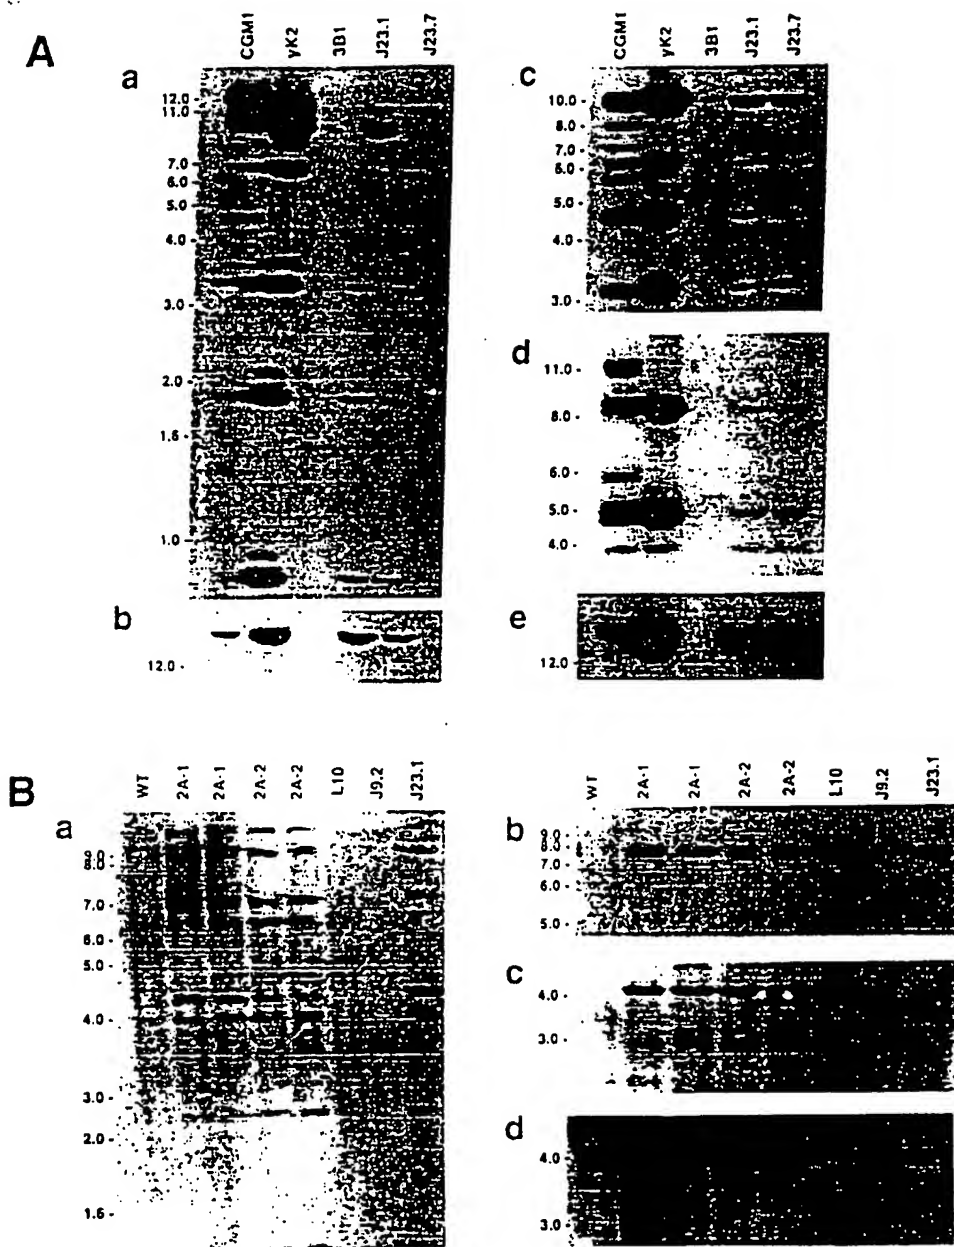 A
CGM1 γK2 3B1 J23.1 J23.7
a
12.0 -
11.0 -
7.0 -
6.0 -
5.0 -
4.0 -
3.0 -
2.0 -
1.6 -
1.0 -
b
12.0 -
CGM1 γK2 3B1 J23.1 J23.7
c
10.0 -
8.0 -
7.0 -
6.0 -
5.0 -
4.0 -
3.0 -
d
11.0 -
8.0 -
6.0 -
5.0 -
4.0 -
e
12.0 -
B
WT 2A-1 2A-1 2A-2 2A-2 L10 J9.2 J23.1
a
9.0 -
8.0 -
7.0 -
6.0 -
5.0 -
4.0 -
3.0 -
2.0 -
1.6 -
WT 2A-1 2A-1 2A-2 2A-2 L10 J9.2 J23.1
b
9.0 -
8.0 -
7.0 -
6.0 -
5.0 -
c
4.0 -
3.0 -
d
4.0 -
3.0 -